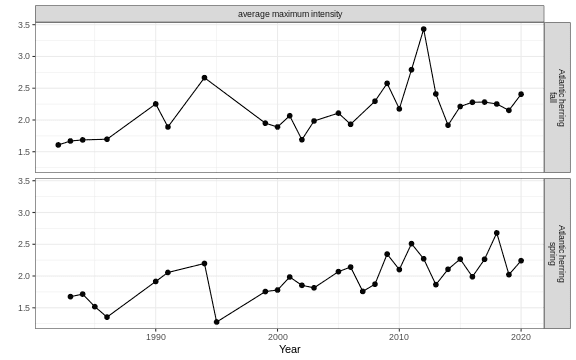 average maximum intensity
3.5
3.0
2.5
2.0
1.5
Atlantic herring
fall
3.5
3.0
2.5
2.0
1.5
Atlantic herring
spring
1990 2000 2010 2020
Year